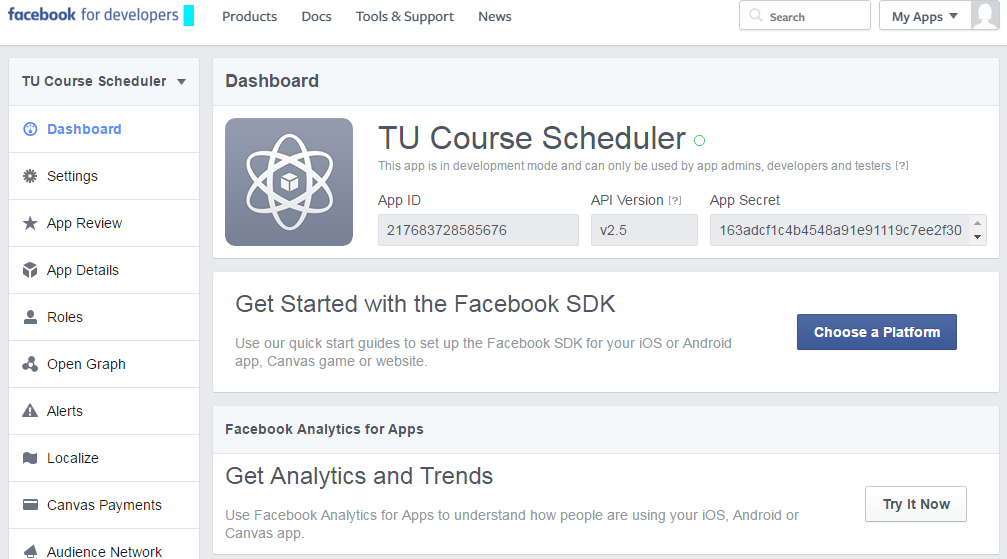 facebook for developers
Products
Docs
Tools & Support
News
Search
My Apps
TU Course Scheduler
Dashboard
Settings
App Review
App Details
Roles
Open Graph
Alerts
Localize
Canvas Payments
Audience Network
Dashboard
TU Course Scheduler
This app is in development mode and can only be used by app admins, developers and testers [?]
App ID
API Version [?]
App Secret
217683728585676
v2.5
163adcf1c4b4548a91e91119c7ee2f30
Get Started with the Facebook SDK
Use our quick start guides to set up the Facebook SDK for your iOS or Android
app, Canvas game or website.
Choose a Platform
Facebook Analytics for Apps
Get Analytics and Trends
Use Facebook Analytics for Apps to understand how people are using your iOS, Android or
Canvas app.
Try It Now